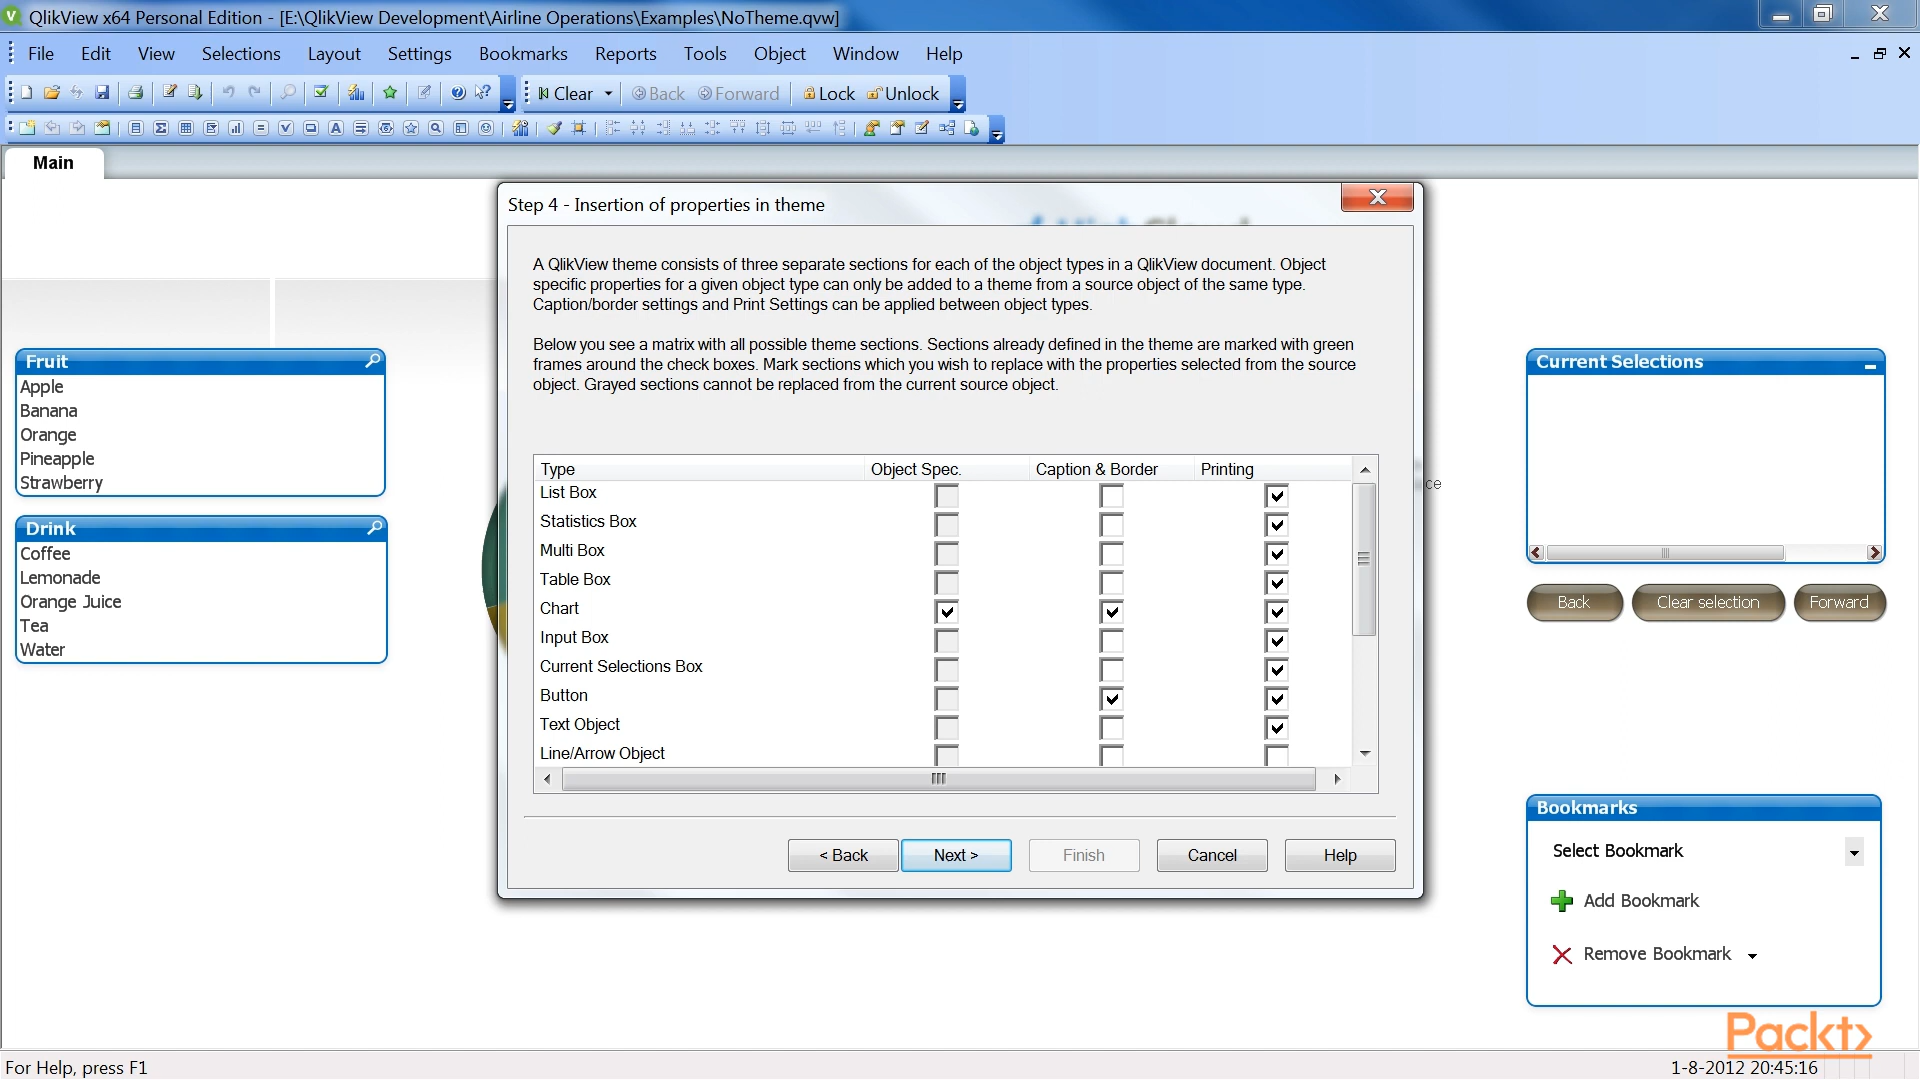 QlikView x64 Personal Edition - [E:\QlikView Development\Airline Operations\Examples\NoTheme.qvw]
File Edit View Selections Layout Settings Bookmarks Reports Tools Object Window Help
Clear Back Forward Lock Unlock
Main
Step 4 - Insertion of properties in theme
A QlikView theme consists of three separate sections for each of the object types in a QlikView document. Object
specific properties for a given object type can only be added to a theme from a source object of the same type.
Caption/border settings and Print Settings can be applied between object types.
Below you see a matrix with all possible theme sections. Sections already defined in the theme are marked with green
frames around the check boxes. Mark sections which you wish to replace with the properties selected from the source
object. Grayed sections cannot be replaced from the current source object.
Type Object Spec. Caption & Border Printing
List Box
Statistics Box
Multi Box
Table Box
Chart
Input Box
Current Selections Box
Button
Text Object
Line/Arrow Object
< Back Next > Finish Cancel Help
Fruit
Apple
Banana
Orange
Pineapple
Strawberry
Drink
Coffee
Lemonade
Orange Juice
Tea
Water
ce
Current Selections
Back Clear selection Forward
Bookmarks
Select Bookmark
Add Bookmark
Remove Bookmark
Packt>
For Help, press F1
1-8-2012 20:45:16